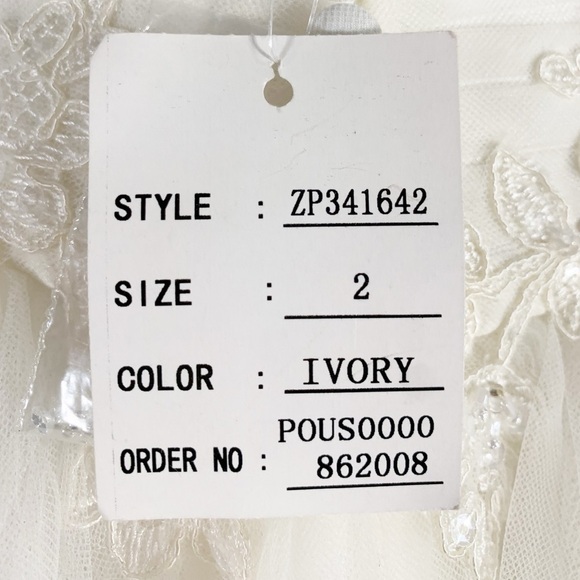 STYLE : ZP341642
SIZE : 2
COLOR : IVORY
ORDER NO : POUS0000
862008